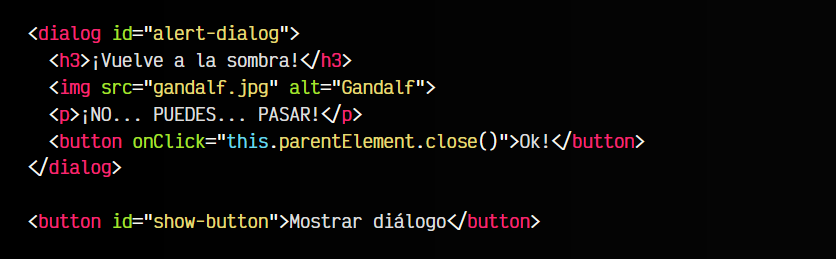 <dialog id="alert-dialog">
  <h3>¡Vuelve a la sombra!</h3>
  <img src="gandalf.jpg" alt="Gandalf">
  <p>¡NO... PUEDES... PASAR!</p>
  <button onClick="this.parentElement.close()">Ok!</button>
</dialog>

<button id="show-button">Mostrar diálogo</button>